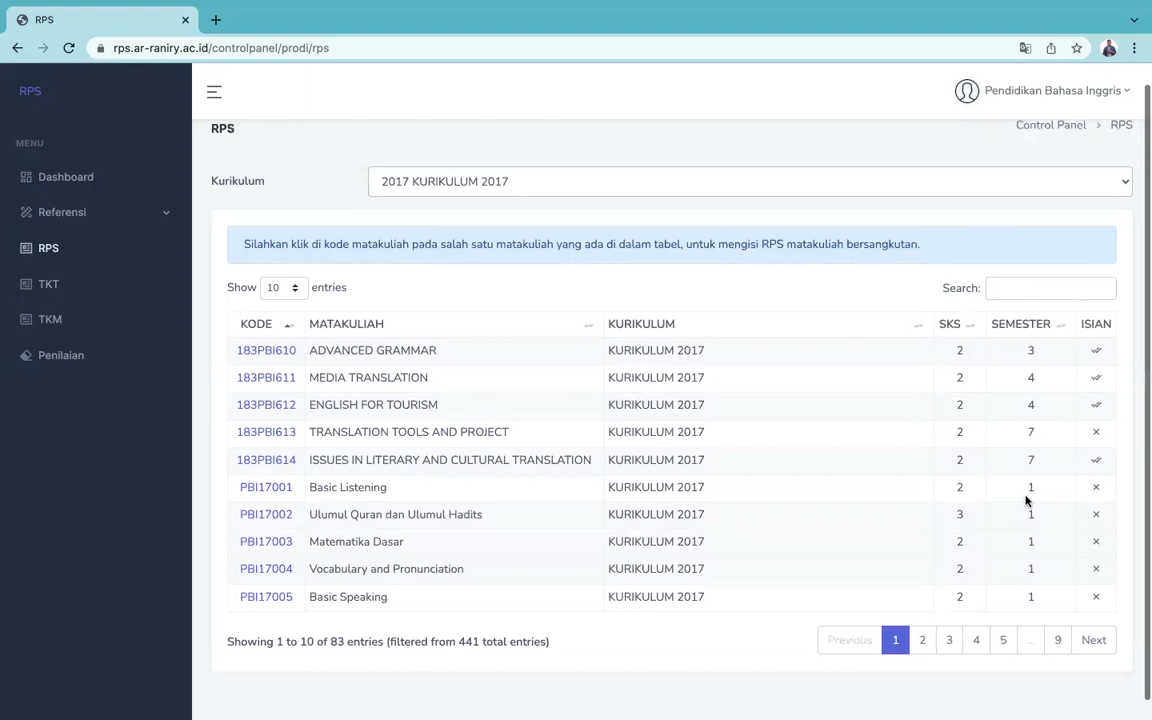 RPS
rps.ar-raniry.ac.id/controlpanel/prodi/rps
RPS
Pendidikan Bahasa Inggris
MENU
Dashboard
Referensi
RPS
TKT
TKM
Penilaian
RPS
Control Panel > RPS
Kurikulum
2017 KURIKULUM 2017
Silahkan klik di kode matakuliah pada salah satu matakuliah yang ada di dalam tabel, untuk mengisi RPS matakuliah bersangkutan.
Show 10 entries
Search:
KODE MATAKULIAH KURIKULUM SKS SEMESTER ISIAN
183PBI610 ADVANCED GRAMMAR KURIKULUM 2017 2 3
183PBI611 MEDIA TRANSLATION KURIKULUM 2017 2 4
183PBI612 ENGLISH FOR TOURISM KURIKULUM 2017 2 4
183PBI613 TRANSLATION TOOLS AND PROJECT KURIKULUM 2017 2 7
183PBI614 ISSUES IN LITERARY AND CULTURAL TRANSLATION KURIKULUM 2017 2 7
PBI17001 Basic Listening KURIKULUM 2017 2 1
PBI17002 Ulumul Quran dan Ulumul Hadits KURIKULUM 2017 3 1
PBI17003 Matematika Dasar KURIKULUM 2017 2 1
PBI17004 Vocabulary and Pronunciation KURIKULUM 2017 2 1
PBI17005 Basic Speaking KURIKULUM 2017 2 1
Showing 1 to 10 of 83 entries (filtered from 441 total entries)
Previous 1 2 3 4 5 ... 9 Next